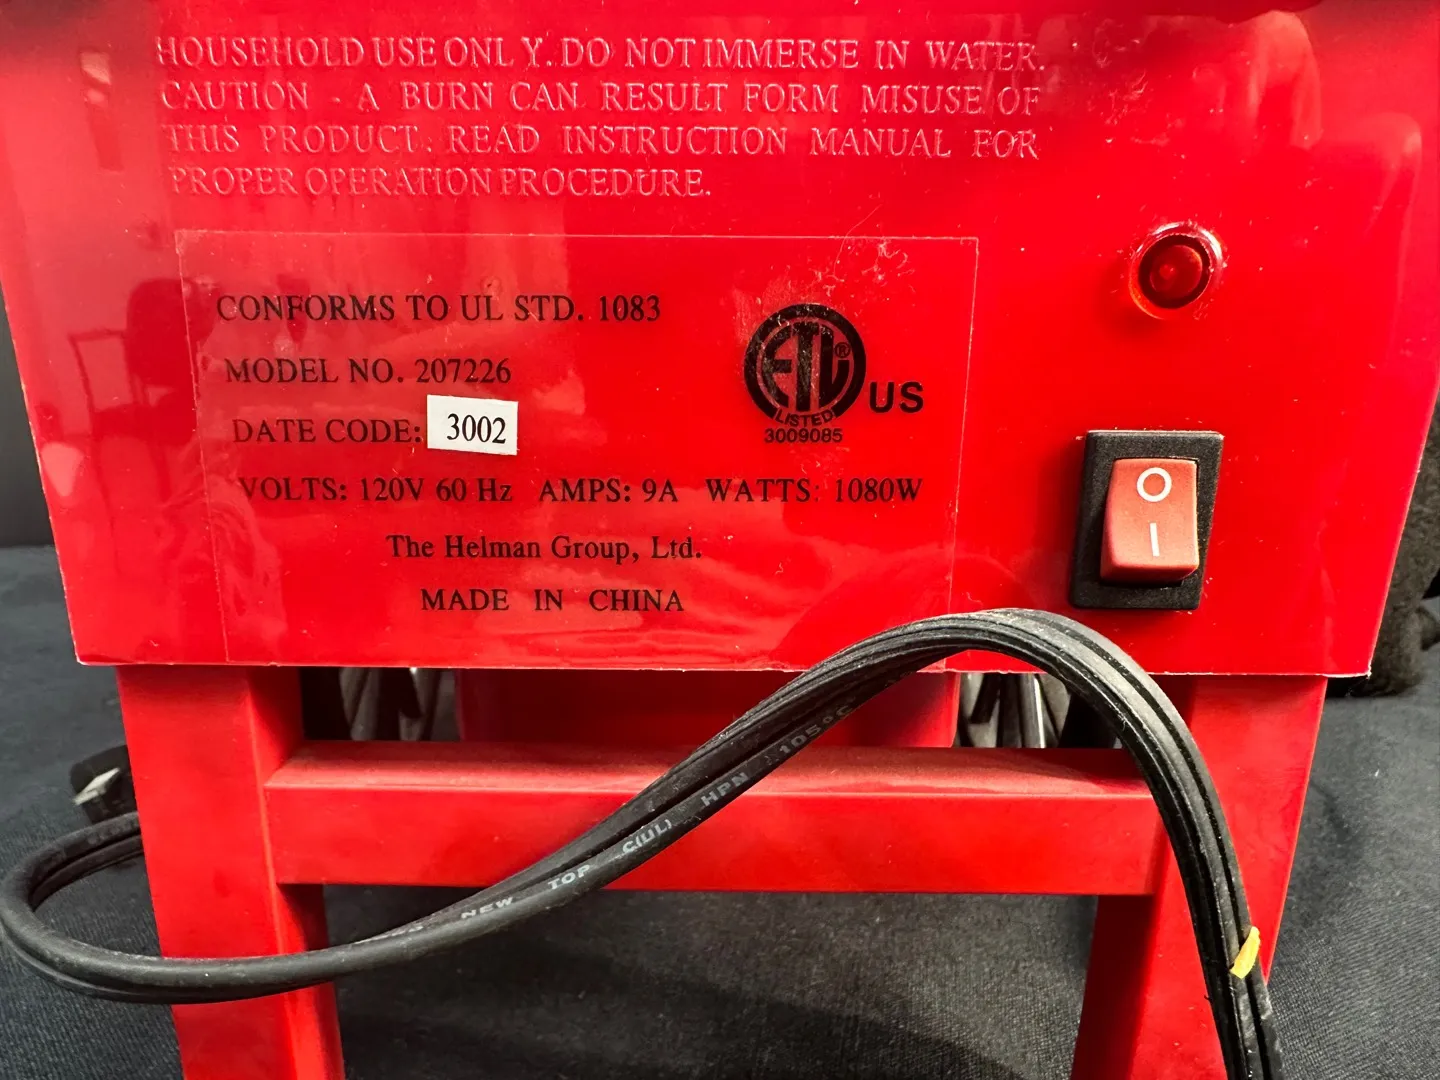 HOUSEHOLD USE ONLY. DO NOT IMMERSE IN WATER.
CAUTION - A BURN CAN RESULT FORM MISUSE OF
THIS PRODUCT. READ INSTRUCTION MANUAL FOR
PROPER OPERATION PROCEDURE.
CONFORMS TO UL STD. 1083
MODEL NO. 207226
DATE CODE: 3002
ETL ®
LISTED
US
3009085
VOLTS: 120V 60 Hz AMPS: 9A WATTS: 1080W
The Helman Group, Ltd.
MADE IN CHINA
O
I
NEW TOP C(UL) HPN 105°C